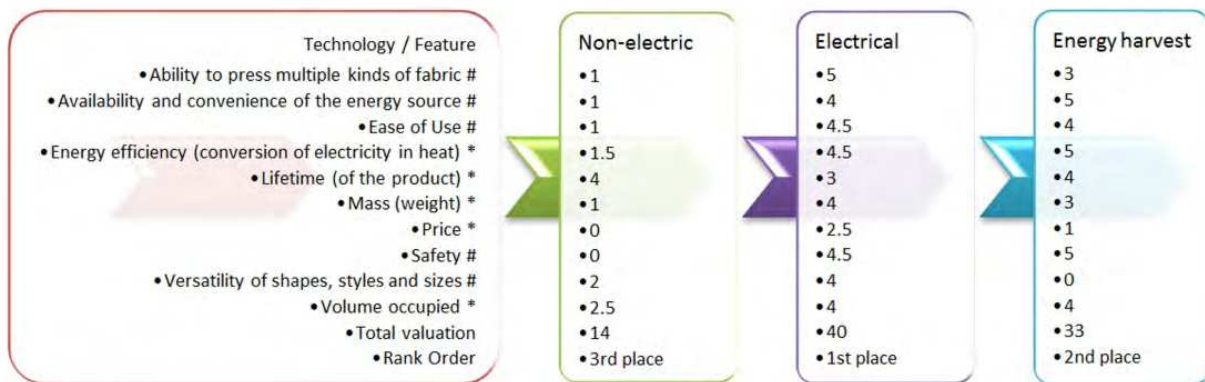 Technology / Feature
•Ability to press multiple kinds of fabric #
•Availability and convenience of the energy source #
•Ease of Use #
•Energy efficiency (conversion of electricity in heat) *
•Lifetime (of the product) *
•Mass (weight) *
•Price *
•Safety #
•Versatility of shapes, styles and sizes #
•Volume occupied *
•Total valuation
•Rank Order
Non-electric
•1
•1
•1
•1.5
•4
•1
•0
•0
•2
•2.5
•14
•3rd place
Electrical
•5
•4
•4.5
•4.5
•3
•4
•2.5
•4.5
•4
•4
•40
•1st place
Energy harvest
•3
•5
•4
•5
•4
•3
•1
•5
•0
•4
•33
•2nd place